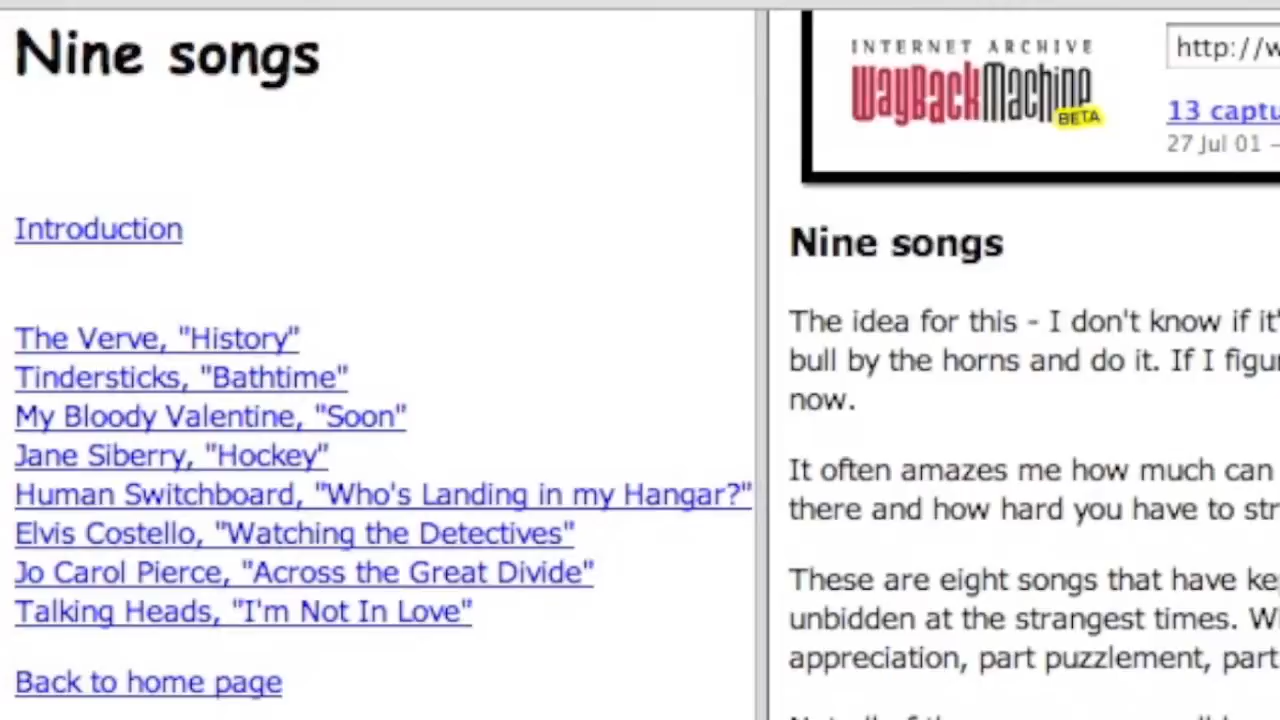 Nine songs
Introduction
The Verve, "History"
Tindersticks, "Bathtime"
My Bloody Valentine, "Soon"
Jane Siberry, "Hockey"
Human Switchboard, "Who's Landing in my Hangar?"
Elvis Costello, "Watching the Detectives"
Jo Carol Pierce, "Across the Great Divide"
Talking Heads, "I'm Not In Love"
Back to home page
INTERNET ARCHIVE
WayBackMachine
BETA
http://w
13 captu
27 Jul 01 -
Nine songs
The idea for this - I don't know if it'
bull by the horns and do it. If I figu
now.
It often amazes me how much can
there and how hard you have to str
These are eight songs that have ke
unbidden at the strangest times. W
appreciation, part puzzlement, part